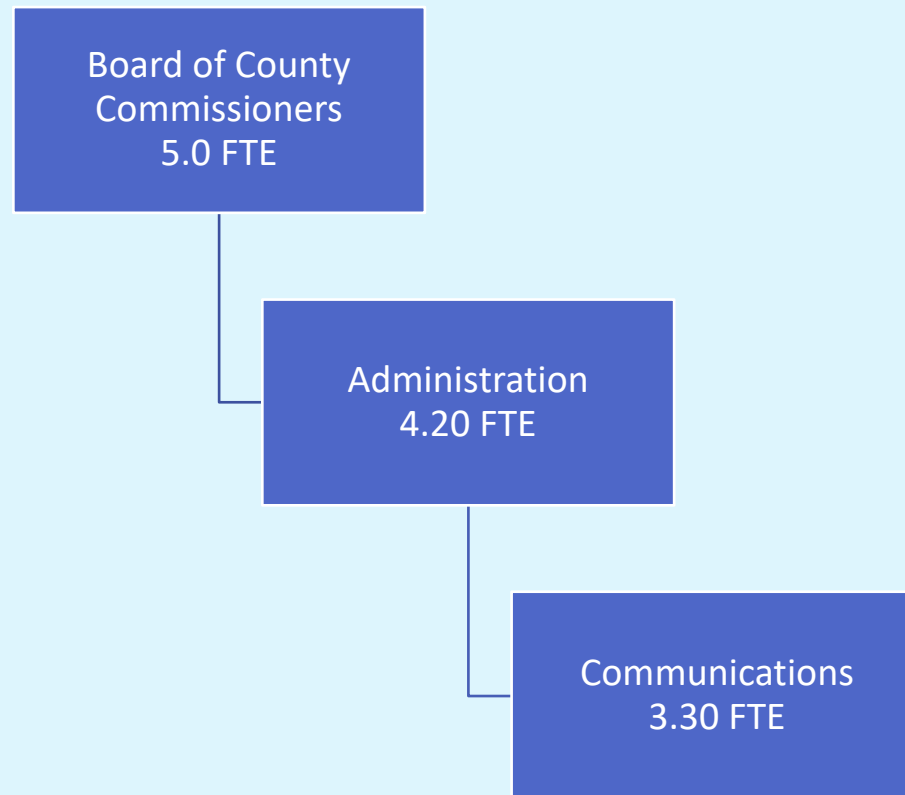 Board of County
Commissioners
5.0 FTE
Administration
4.20 FTE
Communications
3.30 FTE